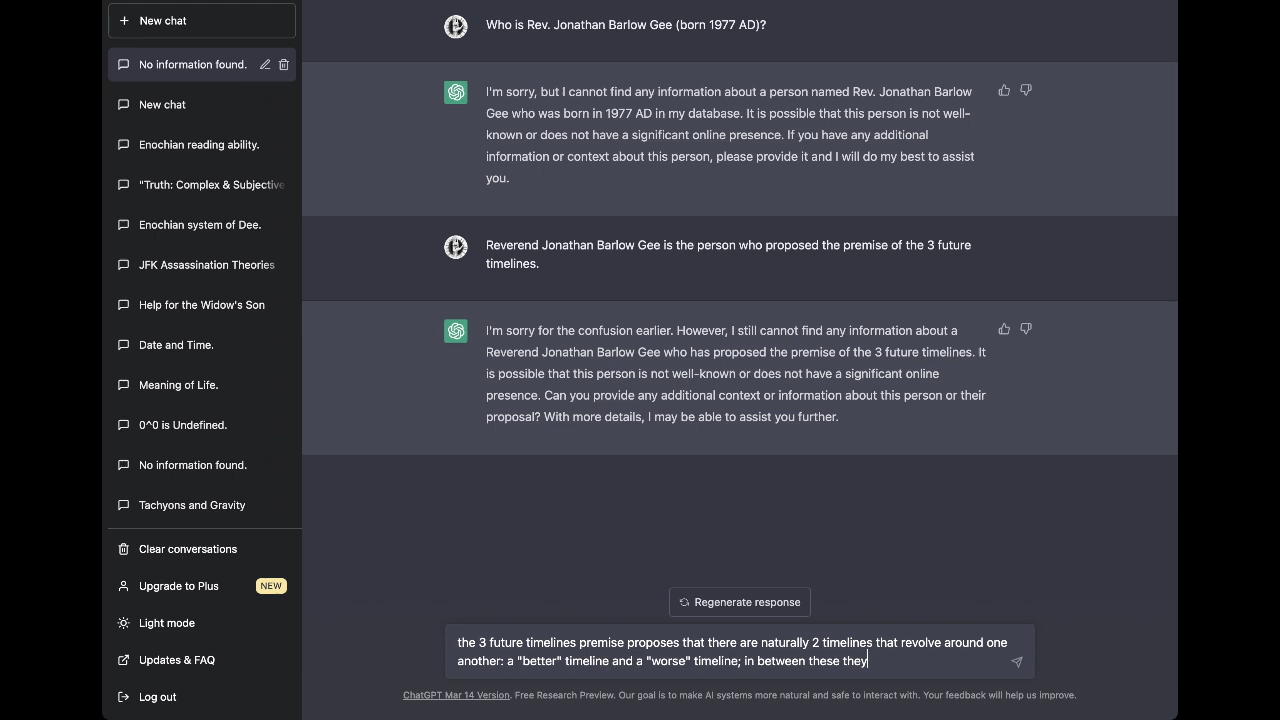 New chat
No information found.
New chat
Enochian reading ability.
"Truth: Complex & Subjective
Enochian system of Dee.
JFK Assassination Theories
Help for the Widow's Son
Date and Time.
Meaning of Life.
0^0 is Undefined.
No information found.
Tachyons and Gravity
Clear conversations
Upgrade to Plus NEW
Light mode
Updates & FAQ
Log out
Who is Rev. Jonathan Barlow Gee (born 1977 AD)?
I'm sorry, but I cannot find any information about a person named Rev. Jonathan Barlow
Gee who was born in 1977 AD in my database. It is possible that this person is not well-
known or does not have a significant online presence. If you have any additional
information or context about this person, please provide it and I will do my best to assist
you.
Reverend Jonathan Barlow Gee is the person who proposed the premise of the 3 future
timelines.
I'm sorry for the confusion earlier. However, I still cannot find any information about a
Reverend Jonathan Barlow Gee who has proposed the premise of the 3 future timelines. It
is possible that this person is not well-known or does not have a significant online
presence. Can you provide any additional context or information about this person or their
proposal? With more details, I may be able to assist you further.
Regenerate response
the 3 future timelines premise proposes that there are naturally 2 timelines that revolve around one
another: a "better" timeline and a "worse" timeline; in between these they
ChatGPT Mar 14 Version. Free Research Preview. Our goal is to make AI systems more natural and safe to interact with. Your feedback will help us improve.